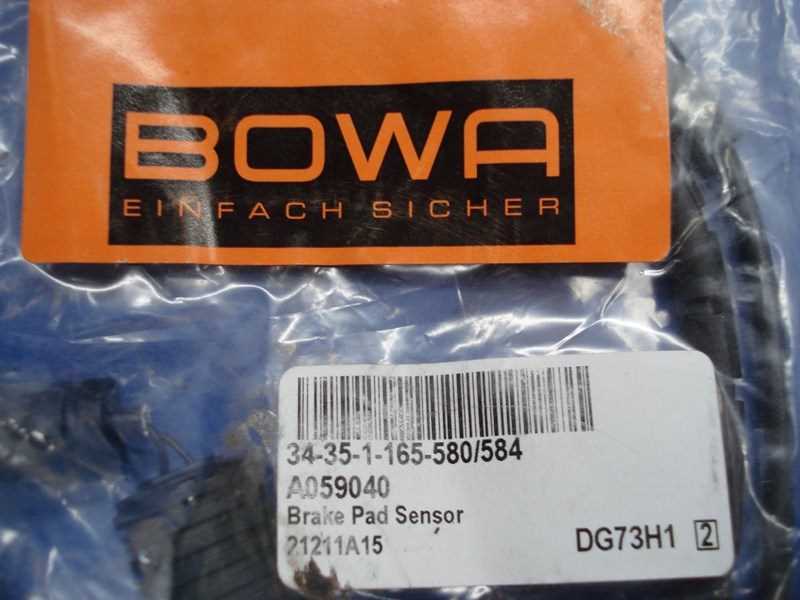 BOWA
EINFACH SICHER
34-35-1-165-580/584
A059040
Brake Pad Sensor
21211A15
DG73H1 2